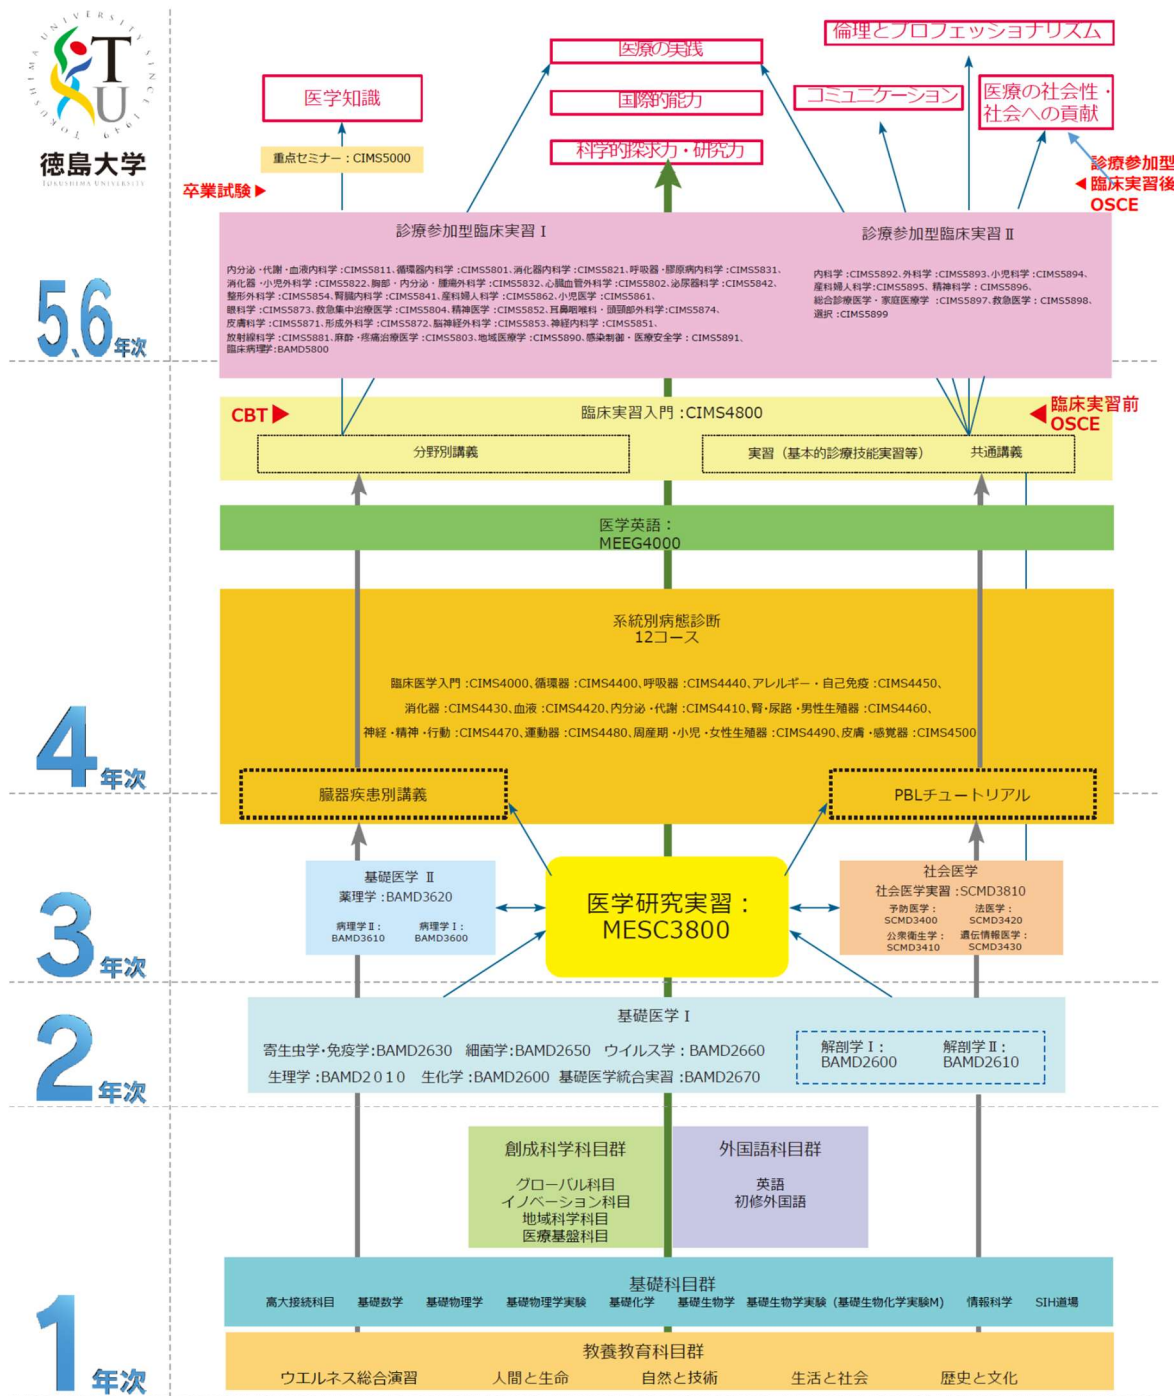 TOKUSHIMA UNIVERSITY SINCE 1949
TU
徳島大学
TOKUSHIMA UNIVERSITY
倫理とプロフェッショナリズム
医療の実践
医学知識
国際的能力
コミュニケーション
医療の社会性・
社会への貢献
科学的探求力・研究力
重点セミナー:CIMS5000
卒業試験▶
診療参加型
◀臨床実習後
OSCE
5、6年次
診療参加型臨床実習Ⅰ
内分泌・代謝・血液内科学:CIMS5811、循環器内科学:CIMS5801、消化器内科学:CIMS5821、呼吸器・膠原病内科学:CIMS5831、
消化器・小児外科学:CIMS5822、胸部・内分泌・腫瘍外科学:CIMS5832、心臓血管外科学:CIMS5802、泌尿器科学:CIMS5842、
整形外科学:CIMS5854、腎臓内科学:CIMS5841、産科婦人科学:CIMS5862、小児医学:CIMS5861、
眼科学:CIMS5873、救急集中治療医学:CIMS5804、精神医学:CIMS5852、耳鼻咽喉科・頭頸部外科学:CIMS5874、
皮膚科学:CIMS5871、形成外科学:CIMS5872、脳神経外科学:CIMS5853、神経内科学:CIMS5851、
放射線科学:CIMS5881、麻酔・疼痛治療医学:CIMS5803、地域医療学:CIMS5890、感染制御・医療安全学:CIMS5891、
臨床病理学:BAMD5800
診療参加型臨床実習Ⅱ
内科学:CIMS5892、外科学:CIMS5893、小児科学:CIMS5894、
産科婦人科学:CIMS5895、精神科学:CIMS5896、
総合診療医学・家庭医療学:CIMS5897、救急医学:CIMS5898、
選択:CIMS5899
CBT▶
臨床実習入門:CIMS4800
◀臨床実習前
OSCE
分野別講義
実習(基本的診療技能実習等)
共通講義
医学英語:
MEEG4000
4年次
系統別病態診断
12コース
臨床医学入門:CIMS4000、循環器:CIMS4400、呼吸器:CIMS4440、アレルギー・自己免疫:CIMS4450、
消化器:CIMS4430、血液:CIMS4420、内分泌・代謝:CIMS4410、腎・尿路・男性生殖器:CIMS4460、
神経・精神・行動:CIMS4470、運動器:CIMS4480、周産期・小児・女性生殖器:CIMS4490、皮膚・感覚器:CIMS4500
臓器疾患別講義
PBLチュートリアル
3年次
基礎医学 Ⅱ
薬理学:BAMD3620
病理学Ⅱ:
BAMD3610
病理学Ⅰ:
BAMD3600
医学研究実習:
MESC3800
社会医学
社会医学実習:SCMD3810
予防医学:
SCMD3400
法医学:
SCMD3420
公衆衛生学:
SCMD3410
遺伝情報医学:
SCMD3430
2年次
基礎医学Ⅰ
寄生虫学・免疫学:BAMD2630 細菌学:BAMD2650 ウイルス学:BAMD2660
生理学:BAMD2010 生化学:BAMD2600 基礎医学統合実習:BAMD2670
解剖学Ⅰ:
BAMD2600
解剖学Ⅱ:
BAMD2610
1年次
創成科学科目群
グローバル科目
イノベーション科目
地域科学科目
医療基盤科目
外国語科目群
英語
初修外国語
基礎科目群
高大接続科目 基礎数学 基礎物理学 基礎物理学実験 基礎化学 基礎生物学 基礎生物学実験(基礎生物化学実験M) 情報科学 SIH道場
教養教育科目群
ウエルネス総合演習 人間と生命 自然と技術 生活と社会 歴史と文化